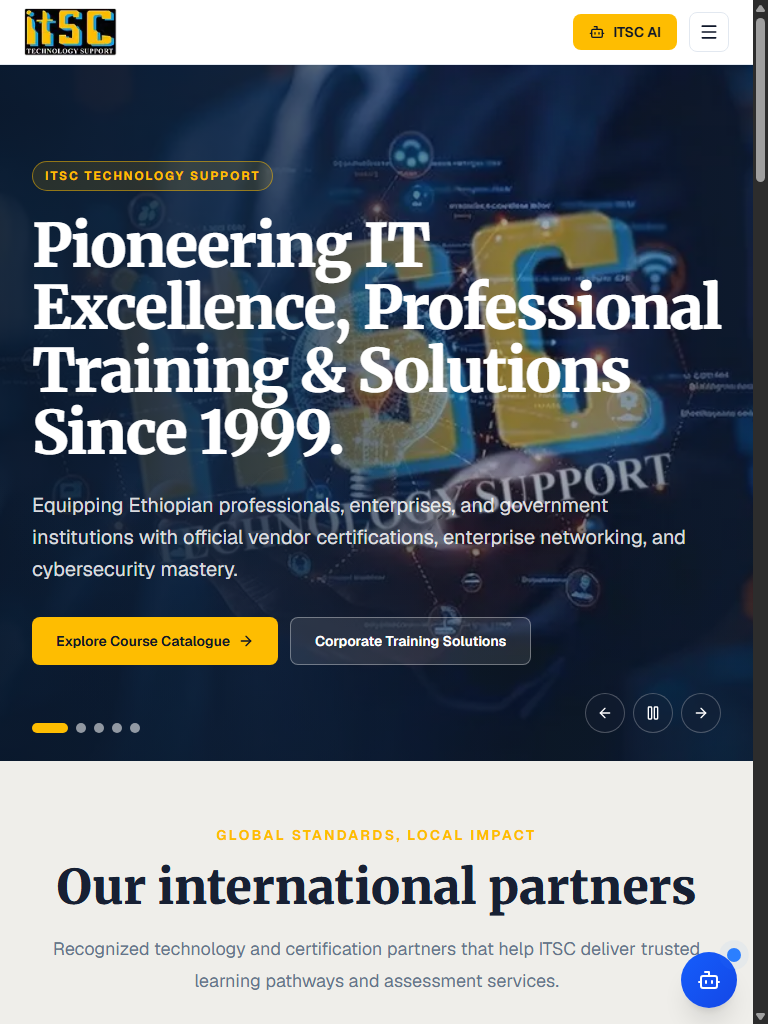 itSC
TECHNOLOGY SUPPORT
ITSC AI
ITSC TECHNOLOGY SUPPORT
Pioneering IT
Excellence, Professional
Training & Solutions
Since 1999.
Equipping Ethiopian professionals, enterprises, and government
institutions with official vendor certifications, enterprise networking, and
cybersecurity mastery.
Explore Course Catalogue
Corporate Training Solutions
ITSC
TECHNOLOGY SUPPORT
GLOBAL STANDARDS, LOCAL IMPACT
Our international partners
Recognized technology and certification partners that help ITSC deliver trusted
learning pathways and assessment services.